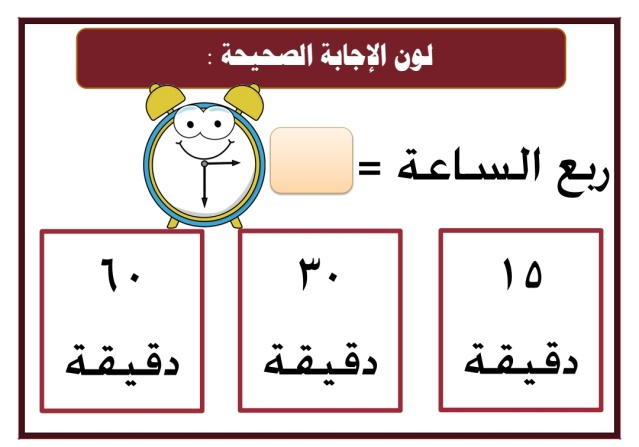 لون الإجابة الصحيحة :
ربع الساعة =
١٥
دقيقة
٣٠
دقيقة
٦٠
دقيقة